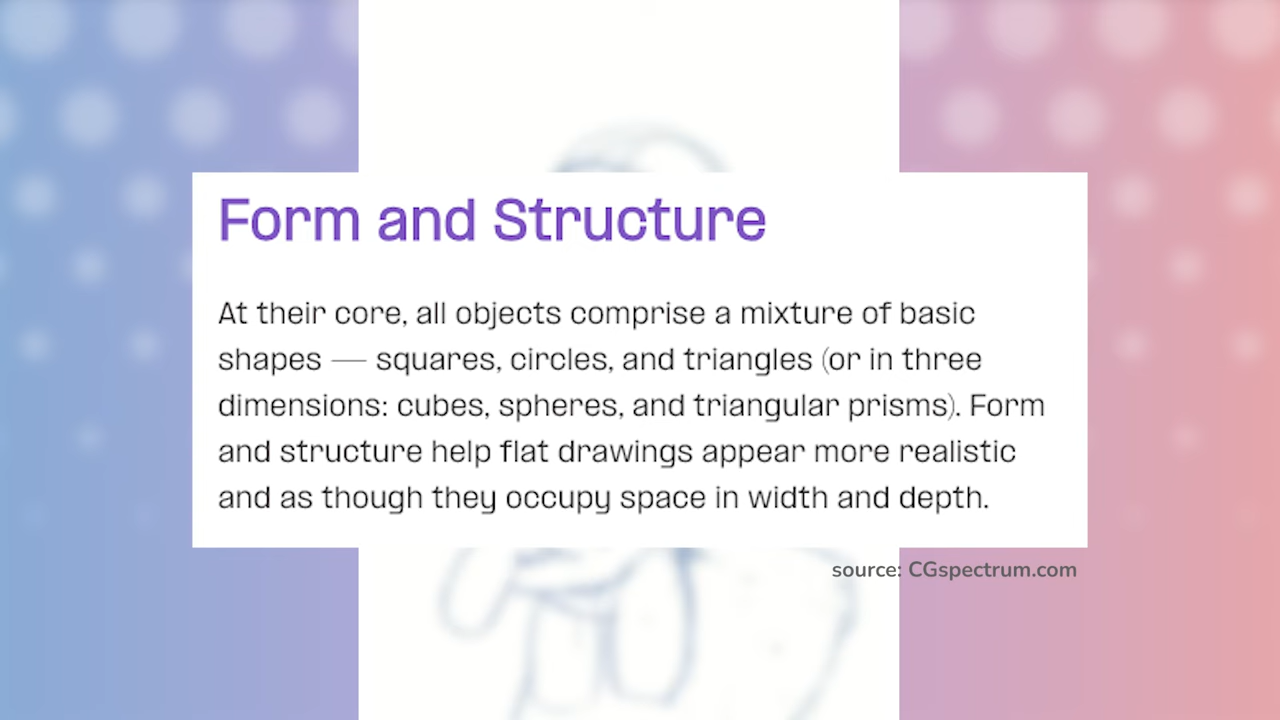 Form and Structure
At their core, all objects comprise a mixture of basic
shapes — squares, circles, and triangles (or in three
dimensions: cubes, spheres, and triangular prisms). Form
and structure help flat drawings appear more realistic
and as though they occupy space in width and depth.
source: CGspectrum.com